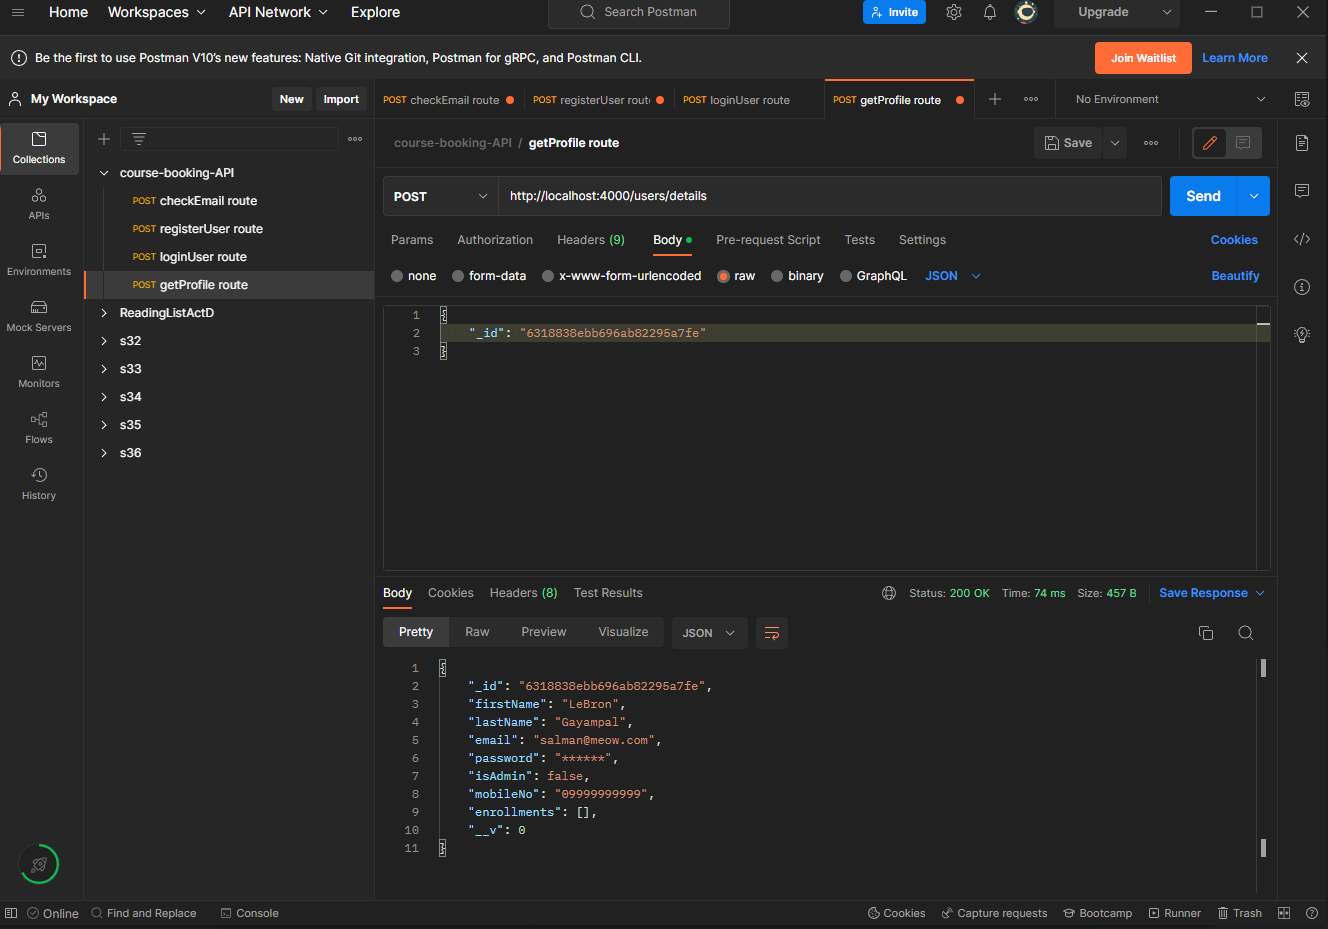 Home Workspaces API Network Explore Search Postman Invite Upgrade
Be the first to use Postman V10's new features: Native Git integration, Postman for gRPC, and Postman CLI. Join Waitlist Learn More
My Workspace New Import
POST checkEmail route POST registerUser route POST loginUser route POST getProfile route No Environment
Collections
APIs
Environments
Mock Servers
Monitors
Flows
History
course-booking-API
POST checkEmail route
POST registerUser route
POST loginUser route
POST getProfile route
ReadingListActD
s32
s33
s34
s35
s36
course-booking-API / getProfile route Save
POST http://localhost:4000/users/details Send
Params Authorization Headers (9) Body Pre-request Script Tests Settings Cookies
none form-data x-www-form-urlencoded raw binary GraphQL JSON Beautify
1 {
2 "_id": "6318838ebb696ab82295a7fe"
3 }
Body Cookies Headers (8) Test Results Status: 200 OK Time: 74 ms Size: 457 B Save Response
Pretty Raw Preview Visualize JSON
1 {
2 "_id": "6318838ebb696ab82295a7fe",
3 "firstName": "LeBron",
4 "lastName": "Gayampal",
5 "email": "salman@meow.com",
6 "password": "******",
7 "isAdmin": false,
8 "mobileNo": "09999999999",
9 "enrollments": [],
10 "__v": 0
11 }
Online Find and Replace Console Cookies Capture requests Bootcamp Runner Trash